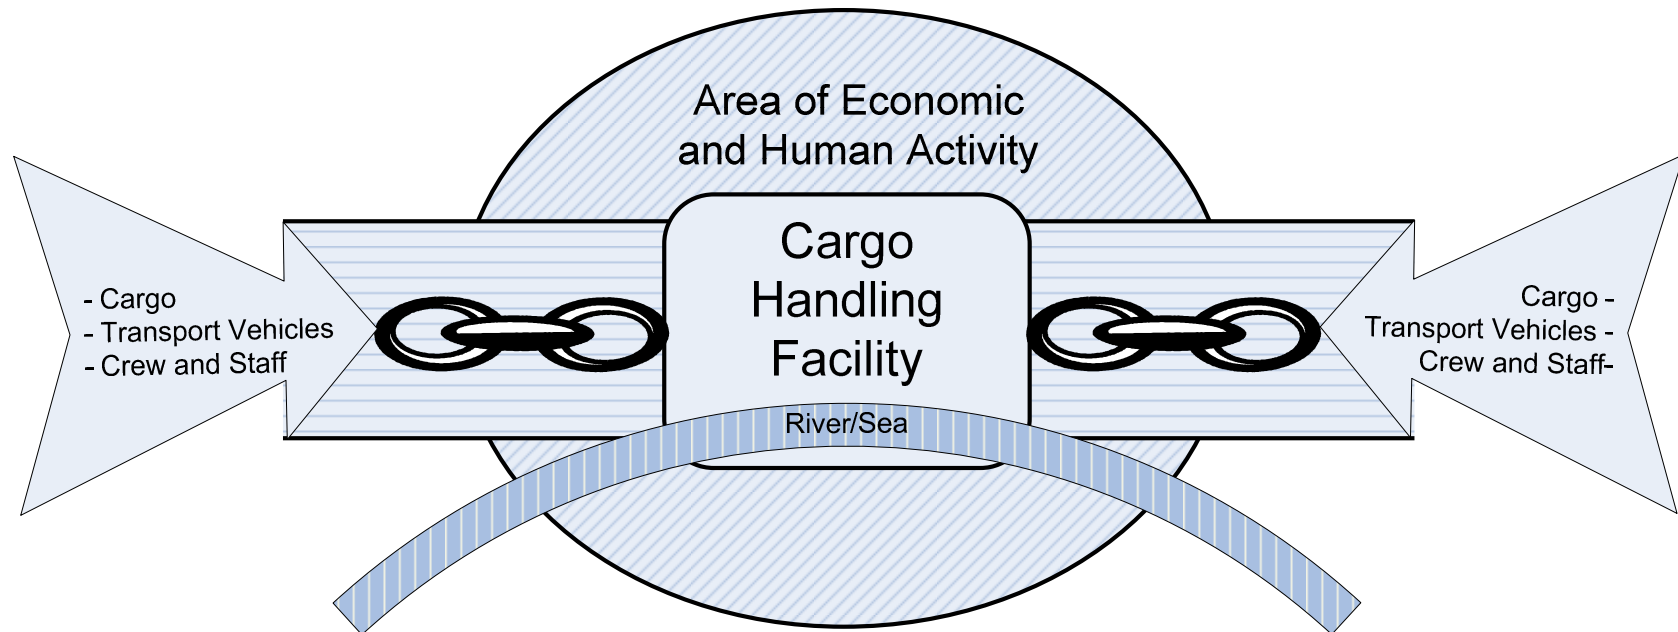 Area of Economic
and Human Activity
Cargo
Handling
Facility
River/Sea
- Cargo
- Transport Vehicles
- Crew and Staff
Cargo -
Transport Vehicles -
Crew and Staff-